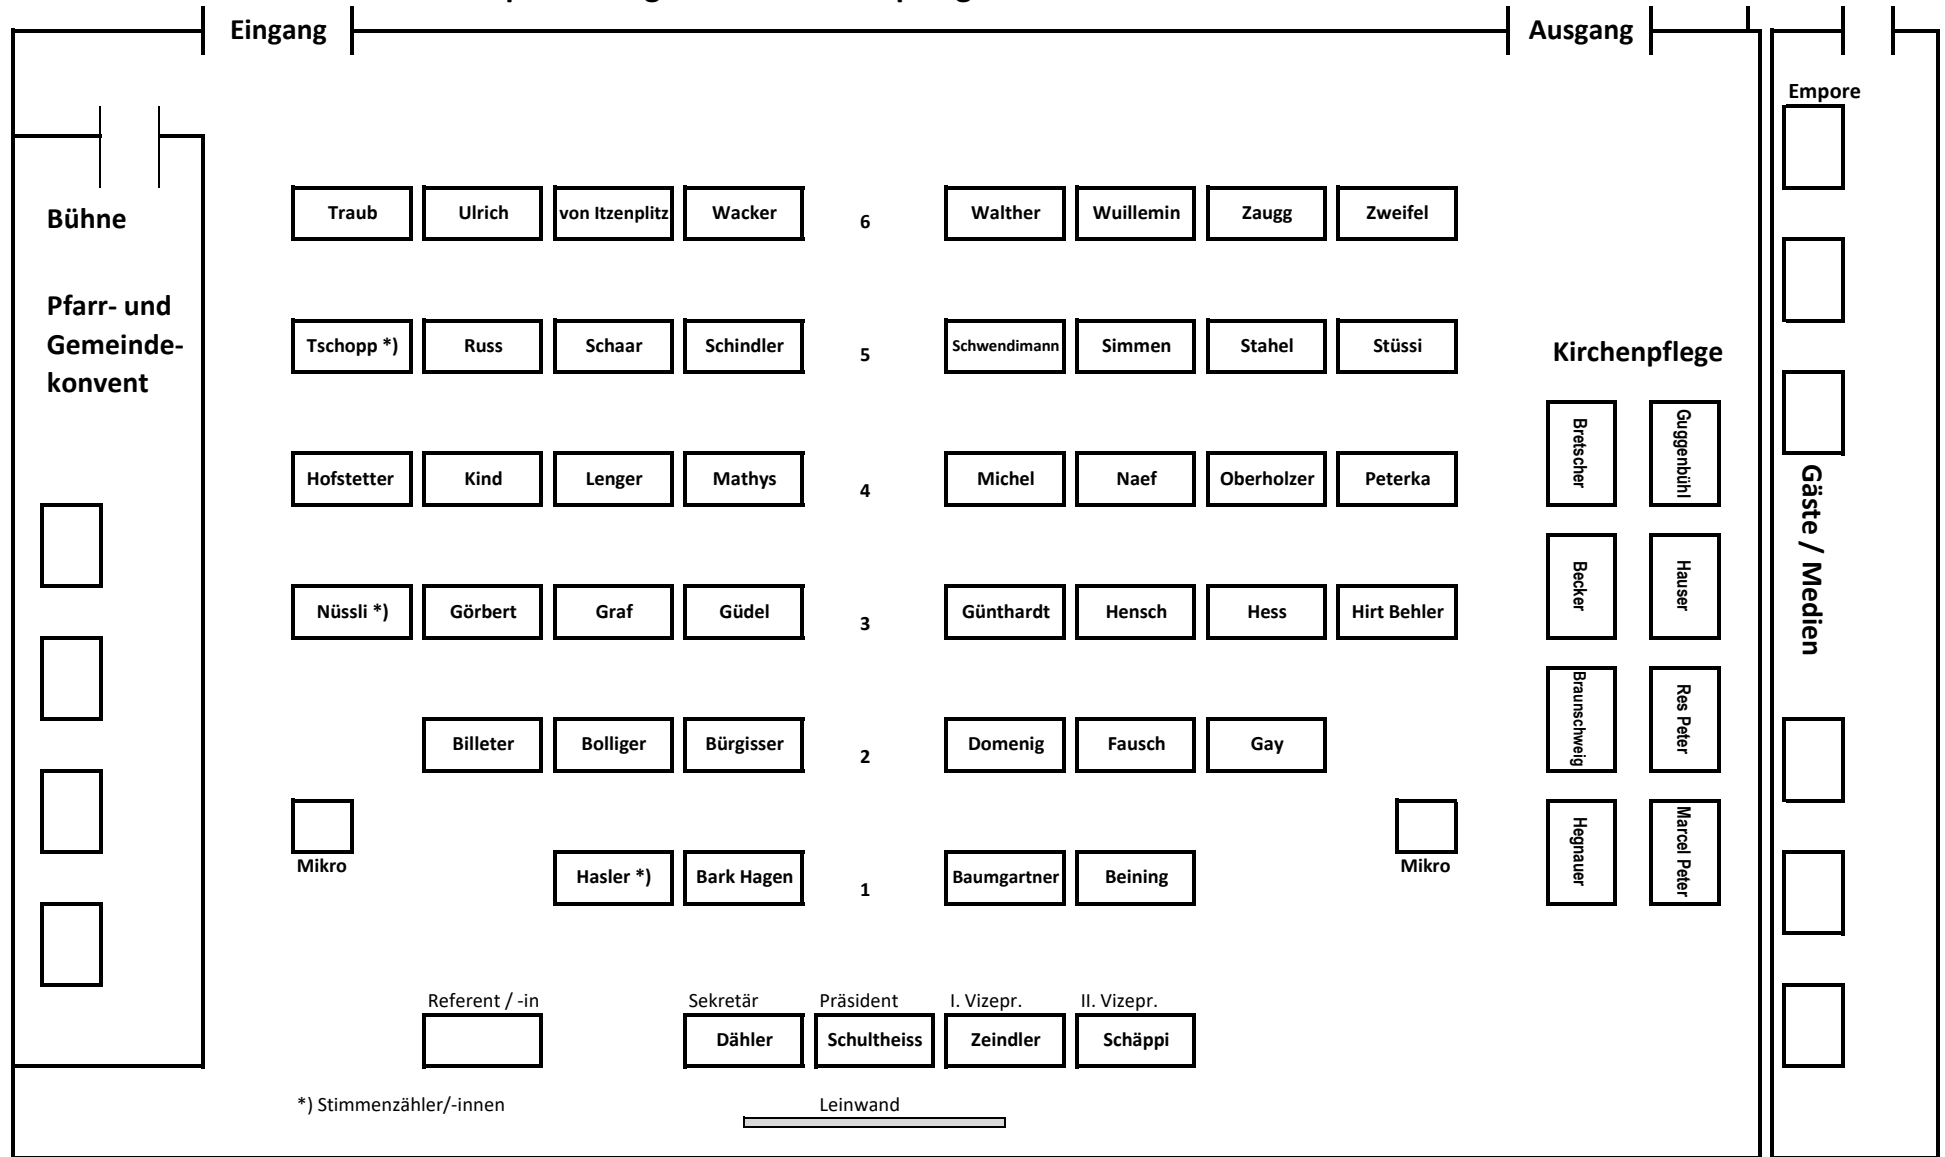 Eingang
Ausgang
Empore
Bühne
Pfarr- und
Gemeinde-
konvent
Traub Ulrich von Itzenplitz Wacker 6 Walther Wuillemin Zaugg Zweifel
Tschopp *) Russ Schaar Schindler 5 Schwendimann Simmen Stahel Stüssi
Hofstetter Kind Lenger Mathys 4 Michel Naef Oberholzer Peterka
Nüssli *) Görbert Graf Güdel 3 Günthardt Hensch Hess Hirt Behler
Billeter Bolliger Bürgisser 2 Domenig Fausch Gay
Mikro
Hasler *) Bark Hagen 1 Baumgartner Beining
Mikro
Kirchenpflege
Bretscher Guggenbühl
Becker Hauser
Braunschweig Res Peter
Hegnauer Marcel Peter
Gäste / Medien
Referent / -in Sekretär Präsident I. Vizepr. II. Vizepr.
Dähler Schultheiss Zeindler Schäppi
*) Stimmenzähler/-innen
Leinwand